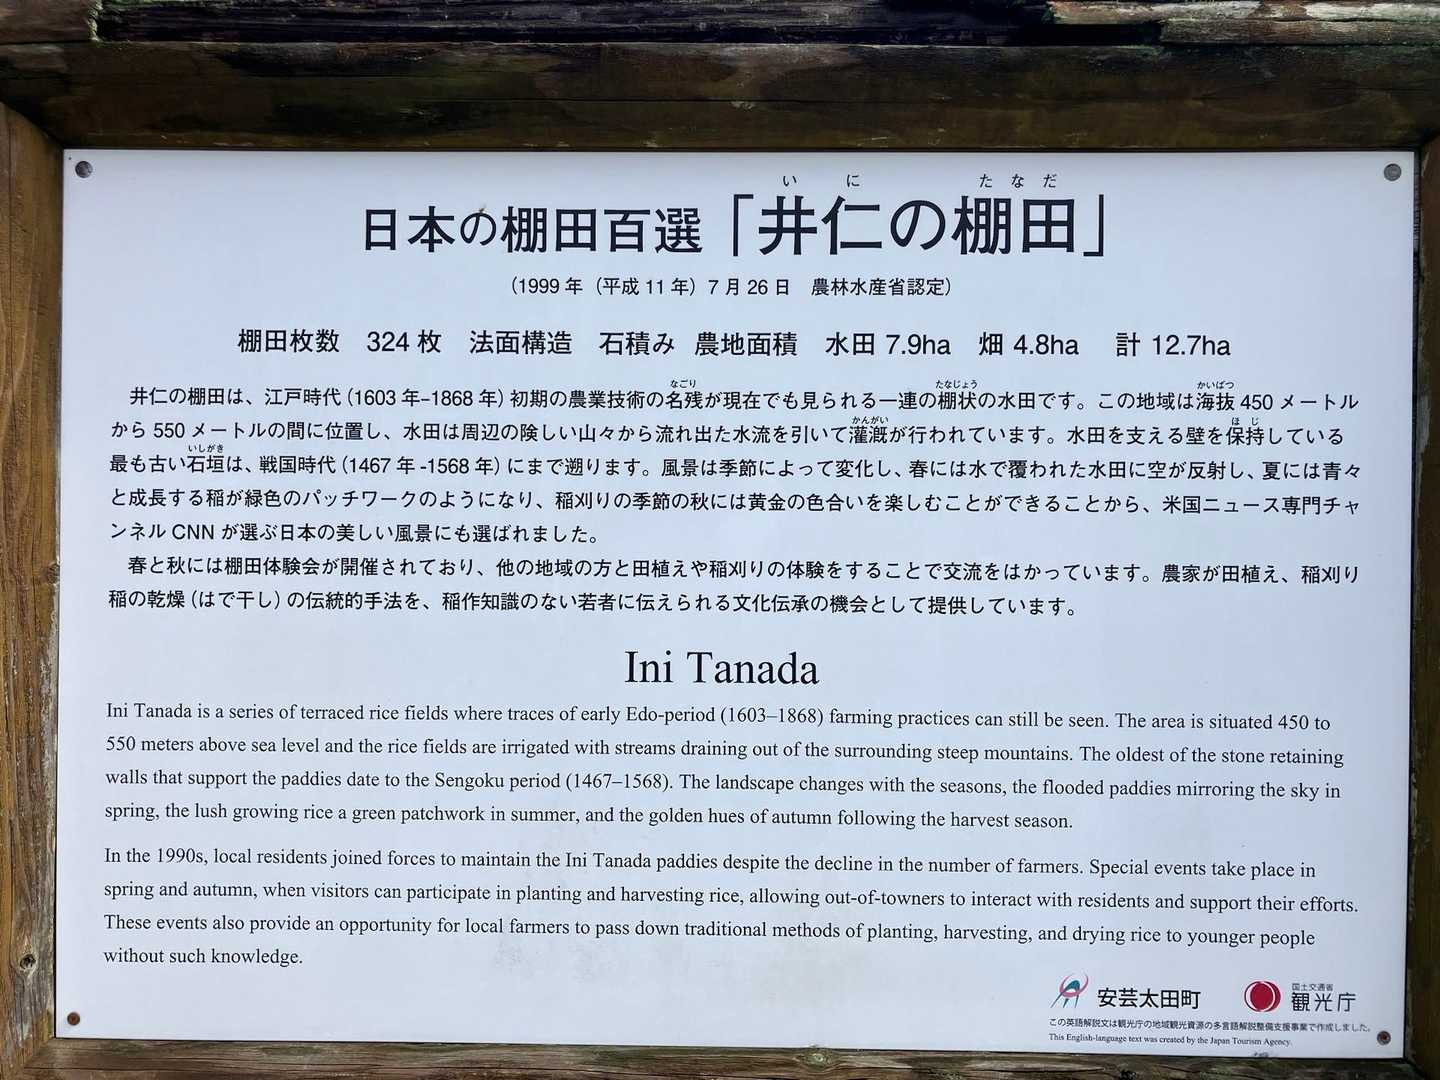 いに たなだ
日本の棚田百選「井仁の棚田」
(1999年(平成11年)7月26日 農林水産省認定)
棚田枚数 324枚 法面構造 石積み 農地面積 水田 7.9ha 畑 4.8ha 計 12.7ha
なごり たなじょう かいばつ
井仁の棚田は、江戸時代(1603年–1868年)初期の農業技術の名残が現在でも見られる一連の棚状の水田です。この地域は海抜450メートル
かんがい ほじ
から550メートルの間に位置し、水田は周辺の険しい山々から流れ出た水流を引いて灌漑が行われています。水田を支える壁を保持している
いしがき
最も古い石垣は、戦国時代(1467年-1568年)にまで遡ります。風景は季節によって変化し、春には水で覆われた水田に空が反射し、夏には青々
と成長する稲が緑色のパッチワークのようになり、稲刈りの季節の秋には黄金の色合いを楽しむことができることから、米国ニュース専門チャ
ンネルCNNが選ぶ日本の美しい風景にも選ばれました。
春と秋には棚田体験会が開催されており、他の地域の方と田植えや稲刈りの体験をすることで交流をはかっています。農家が田植え、稲刈り
稲の乾燥(はで干し)の伝統的手法を、稲作知識のない若者に伝えられる文化伝承の機会として提供しています。
Ini Tanada
Ini Tanada is a series of terraced rice fields where traces of early Edo-period (1603–1868) farming practices can still be seen. The area is situated 450 to
550 meters above sea level and the rice fields are irrigated with streams draining out of the surrounding steep mountains. The oldest of the stone retaining
walls that support the paddies date to the Sengoku period (1467–1568). The landscape changes with the seasons, the flooded paddies mirroring the sky in
spring, the lush growing rice a green patchwork in summer, and the golden hues of autumn following the harvest season.
In the 1990s, local residents joined forces to maintain the Ini Tanada paddies despite the decline in the number of farmers. Special events take place in
spring and autumn, when visitors can participate in planting and harvesting rice, allowing out-of-towners to interact with residents and support their efforts.
These events also provide an opportunity for local farmers to pass down traditional methods of planting, harvesting, and drying rice to younger people
without such knowledge.
安芸太田町 国土交通省 観光庁
この英語解説文は観光庁の地域観光資源の多言語解説整備支援事業で作成しました。
This English-language text was created by the Japan Tourism Agency.